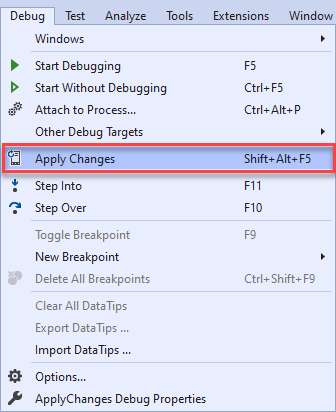 Debug Test Analyze Tools Extensions Window
Windows
Start Debugging F5
Start Without Debugging Ctrl+F5
Attach to Process... Ctrl+Alt+P
Other Debug Targets
Apply Changes Shift+Alt+F5
Step Into F11
Step Over F10
Toggle Breakpoint F9
New Breakpoint
Delete All Breakpoints Ctrl+Shift+F9
Clear All DataTips
Export DataTips ...
Import DataTips ...
Options...
ApplyChanges Debug Properties